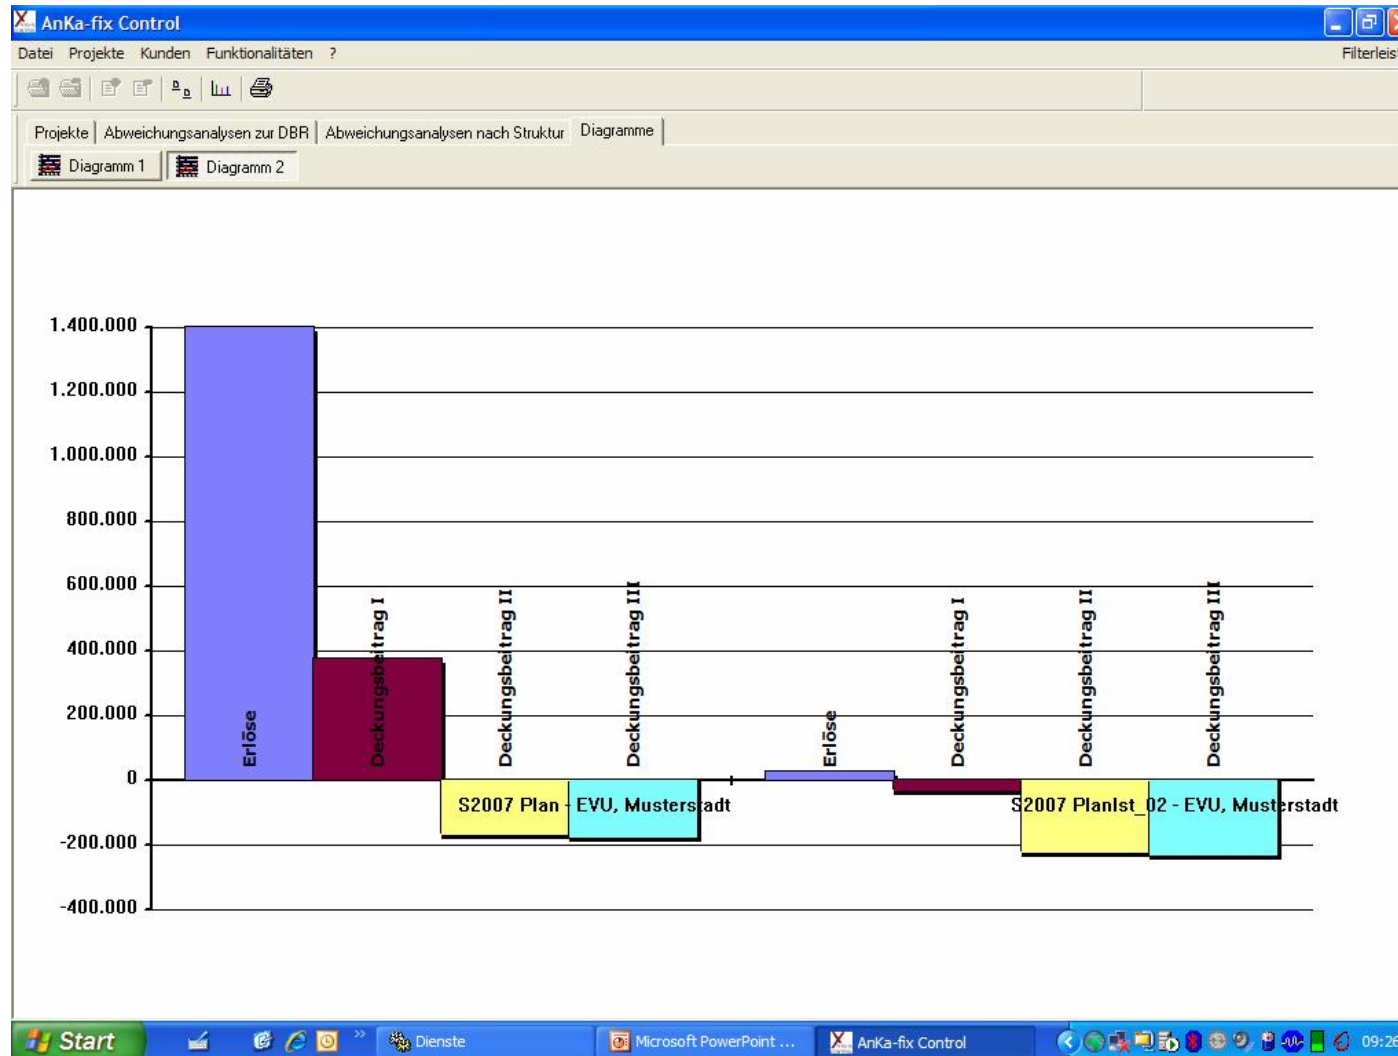 AnKa-fix Control
Datei Projekte Kunden Funktionalitäten ? Filterleis
Projekte Abweichungsanalysen zur DBR Abweichungsanalysen nach Struktur Diagramme
Diagramm 1 Diagramm 2
1.400.000
1.200.000
1.000.000
800.000
600.000
400.000
200.000
0
-200.000
-400.000
Erlöse
Deckungsbeitrag I
Deckungsbeitrag II
Deckungsbeitrag III
Erlöse
Deckungsbeitrag I
Deckungsbeitrag II
Deckungsbeitrag III
S2007 Plan - EVU, Musterstadt
S2007 PlanIst_02 - EVU, Musterstadt
Start Dienste Microsoft PowerPoint ... AnKa-fix Control 09:26